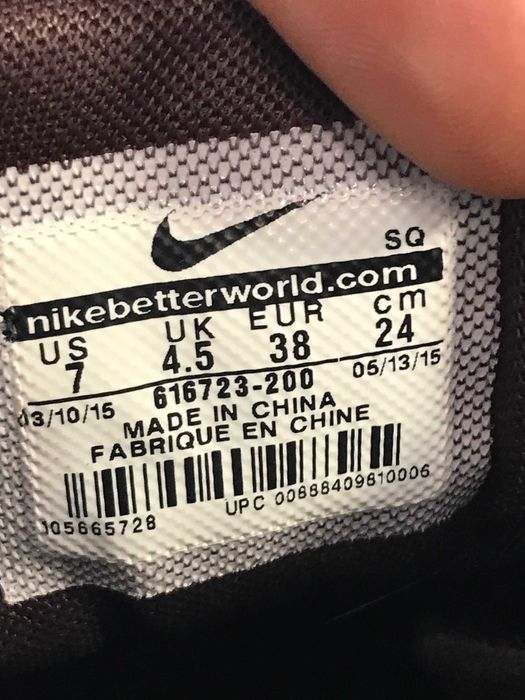 SQ
nikebetterworld.com
US UK EUR cm
7 4.5 38 24
03/10/15 616723-200 05/13/15
MADE IN CHINA
FABRIQUE EN CHINE
105665728 UPC 00888409810006